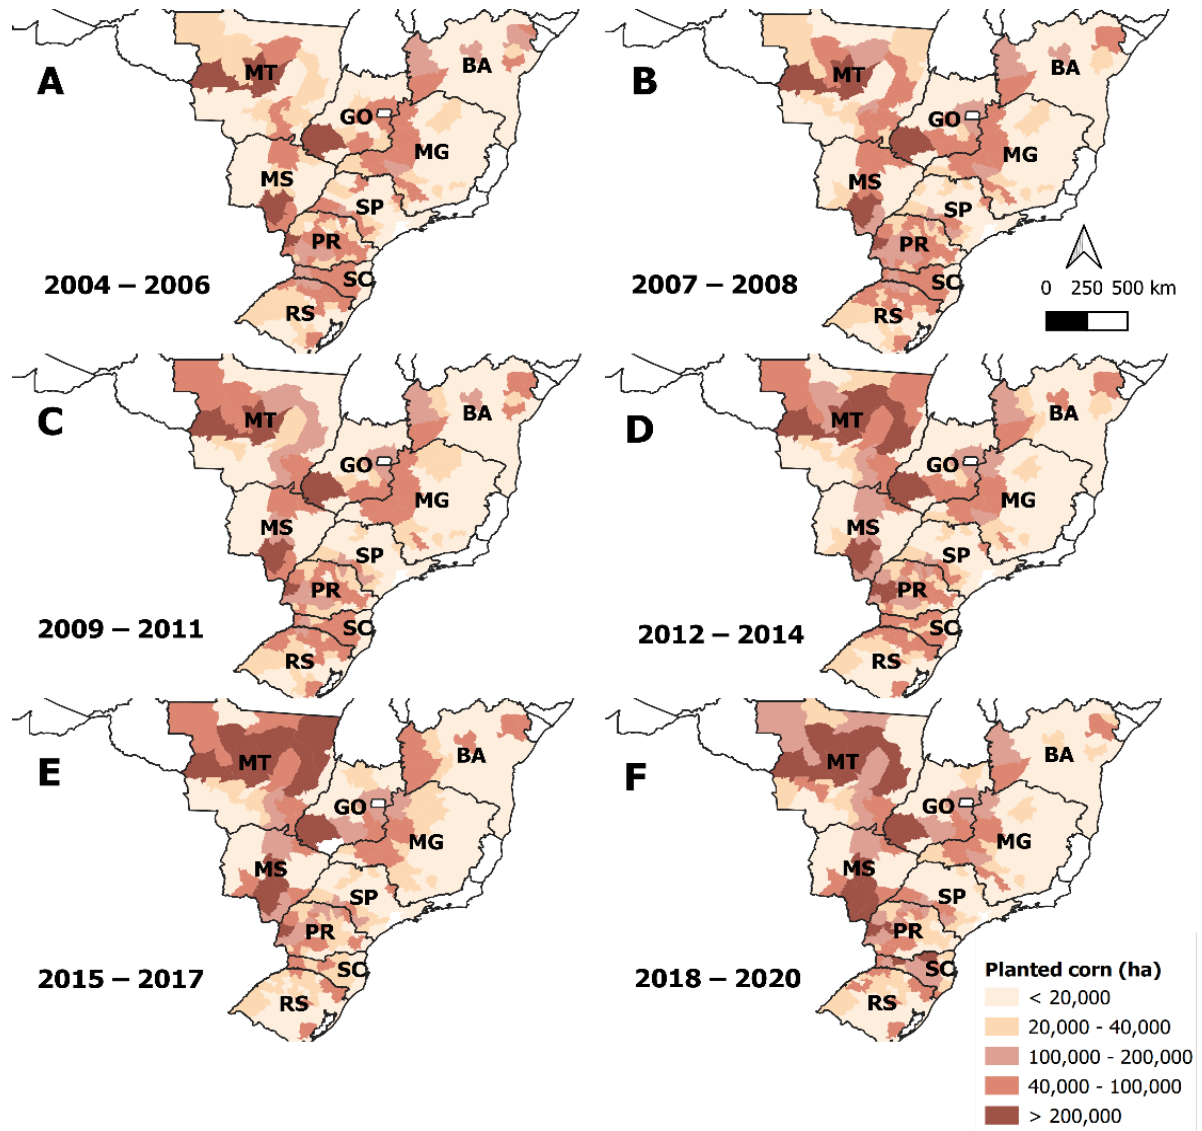 A
MT
BA
GO
MG
MS
SP
PR
SC
RS
2004 – 2006
B
MT
BA
GO
MG
MS
SP
PR
SC
RS
2007 – 2008
0 250 500 km
C
MT
BA
GO
MG
MS
SP
PR
SC
RS
2009 – 2011
D
MT
BA
GO
MG
MS
SP
PR
SC
RS
2012 – 2014
E
MT
BA
GO
MG
MS
SP
PR
SC
RS
2015 – 2017
F
MT
BA
GO
MG
MS
SP
PR
SC
RS
2018 – 2020
Planted corn (ha)
< 20,000
20,000 - 40,000
100,000 - 200,000
40,000 - 100,000
> 200,000